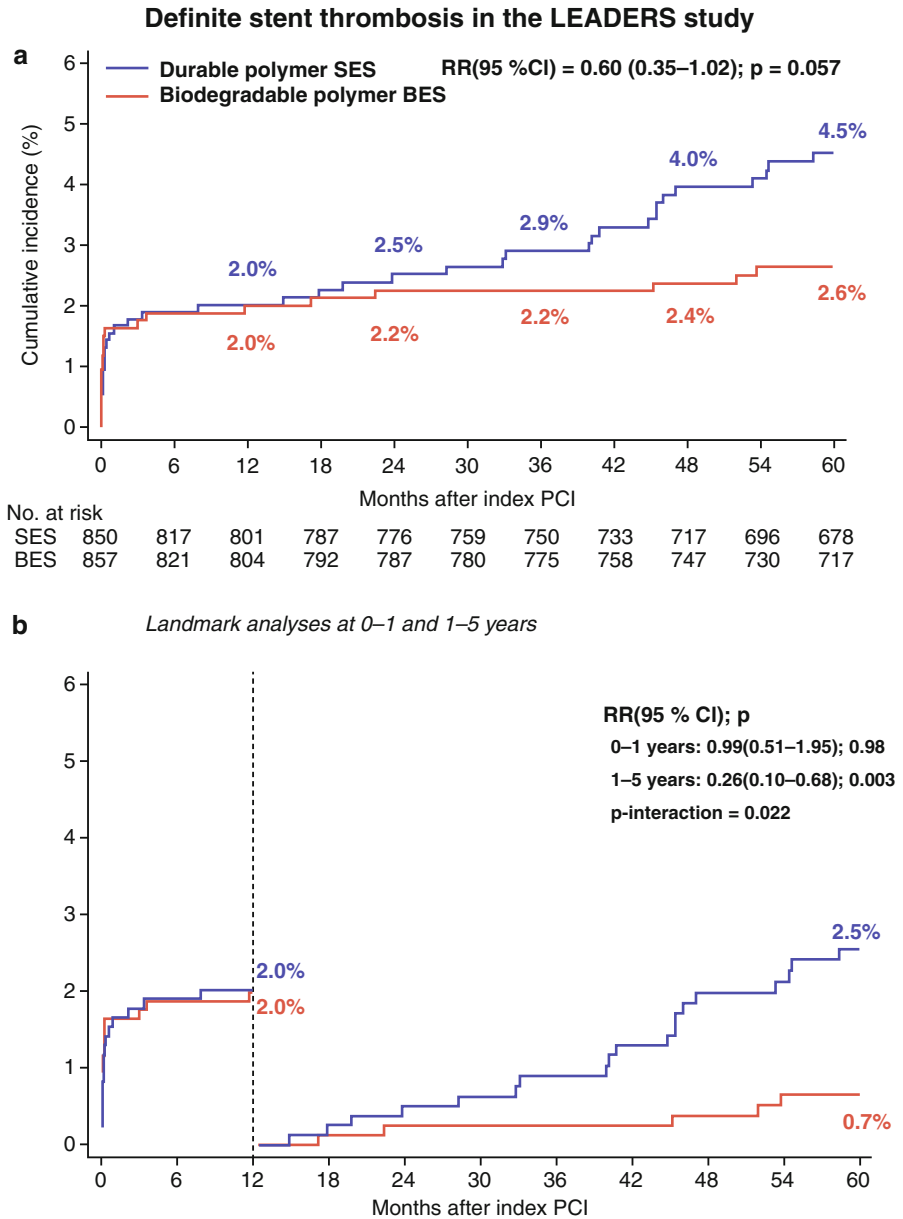 Definite stent thrombosis in the LEADERS study
a
Durable polymer SES
Biodegradable polymer BES
RR(95 %CI) = 0.60 (0.35–1.02); p = 0.057
Cumulative incidence (%)
6
5
4
3
2
1
0
2.0%
2.5%
2.9%
4.0%
4.5%
2.0%
2.2%
2.2%
2.4%
2.6%
0 6 12 18 24 30 36 42 48 54 60
Months after index PCI
No. at risk
SES 850 817 801 787 776 759 750 733 717 696 678
BES 857 821 804 792 787 780 775 758 747 730 717
b
Landmark analyses at 0–1 and 1–5 years
RR(95 % CI); p
0–1 years: 0.99(0.51–1.95); 0.98
1–5 years: 0.26(0.10–0.68); 0.003
p-interaction = 0.022
6
5
4
3
2
1
0
2.0%
2.0%
2.5%
0.7%
0 6 12 18 24 30 36 42 48 54 60
Months after index PCI